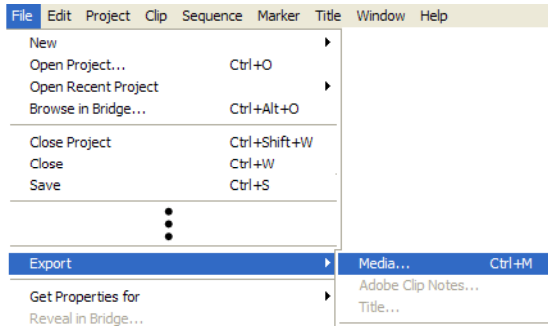 File Edit Project Clip Sequence Marker Title Window Help
New
Open Project... Ctrl+O
Open Recent Project
Browse in Bridge... Ctrl+Alt+O
Close Project Ctrl+Shift+W
Close Ctrl+W
Save Ctrl+S
Export Media... Ctrl+M
Adobe Clip Notes...
Get Properties for
Title...
Reveal in Bridge...